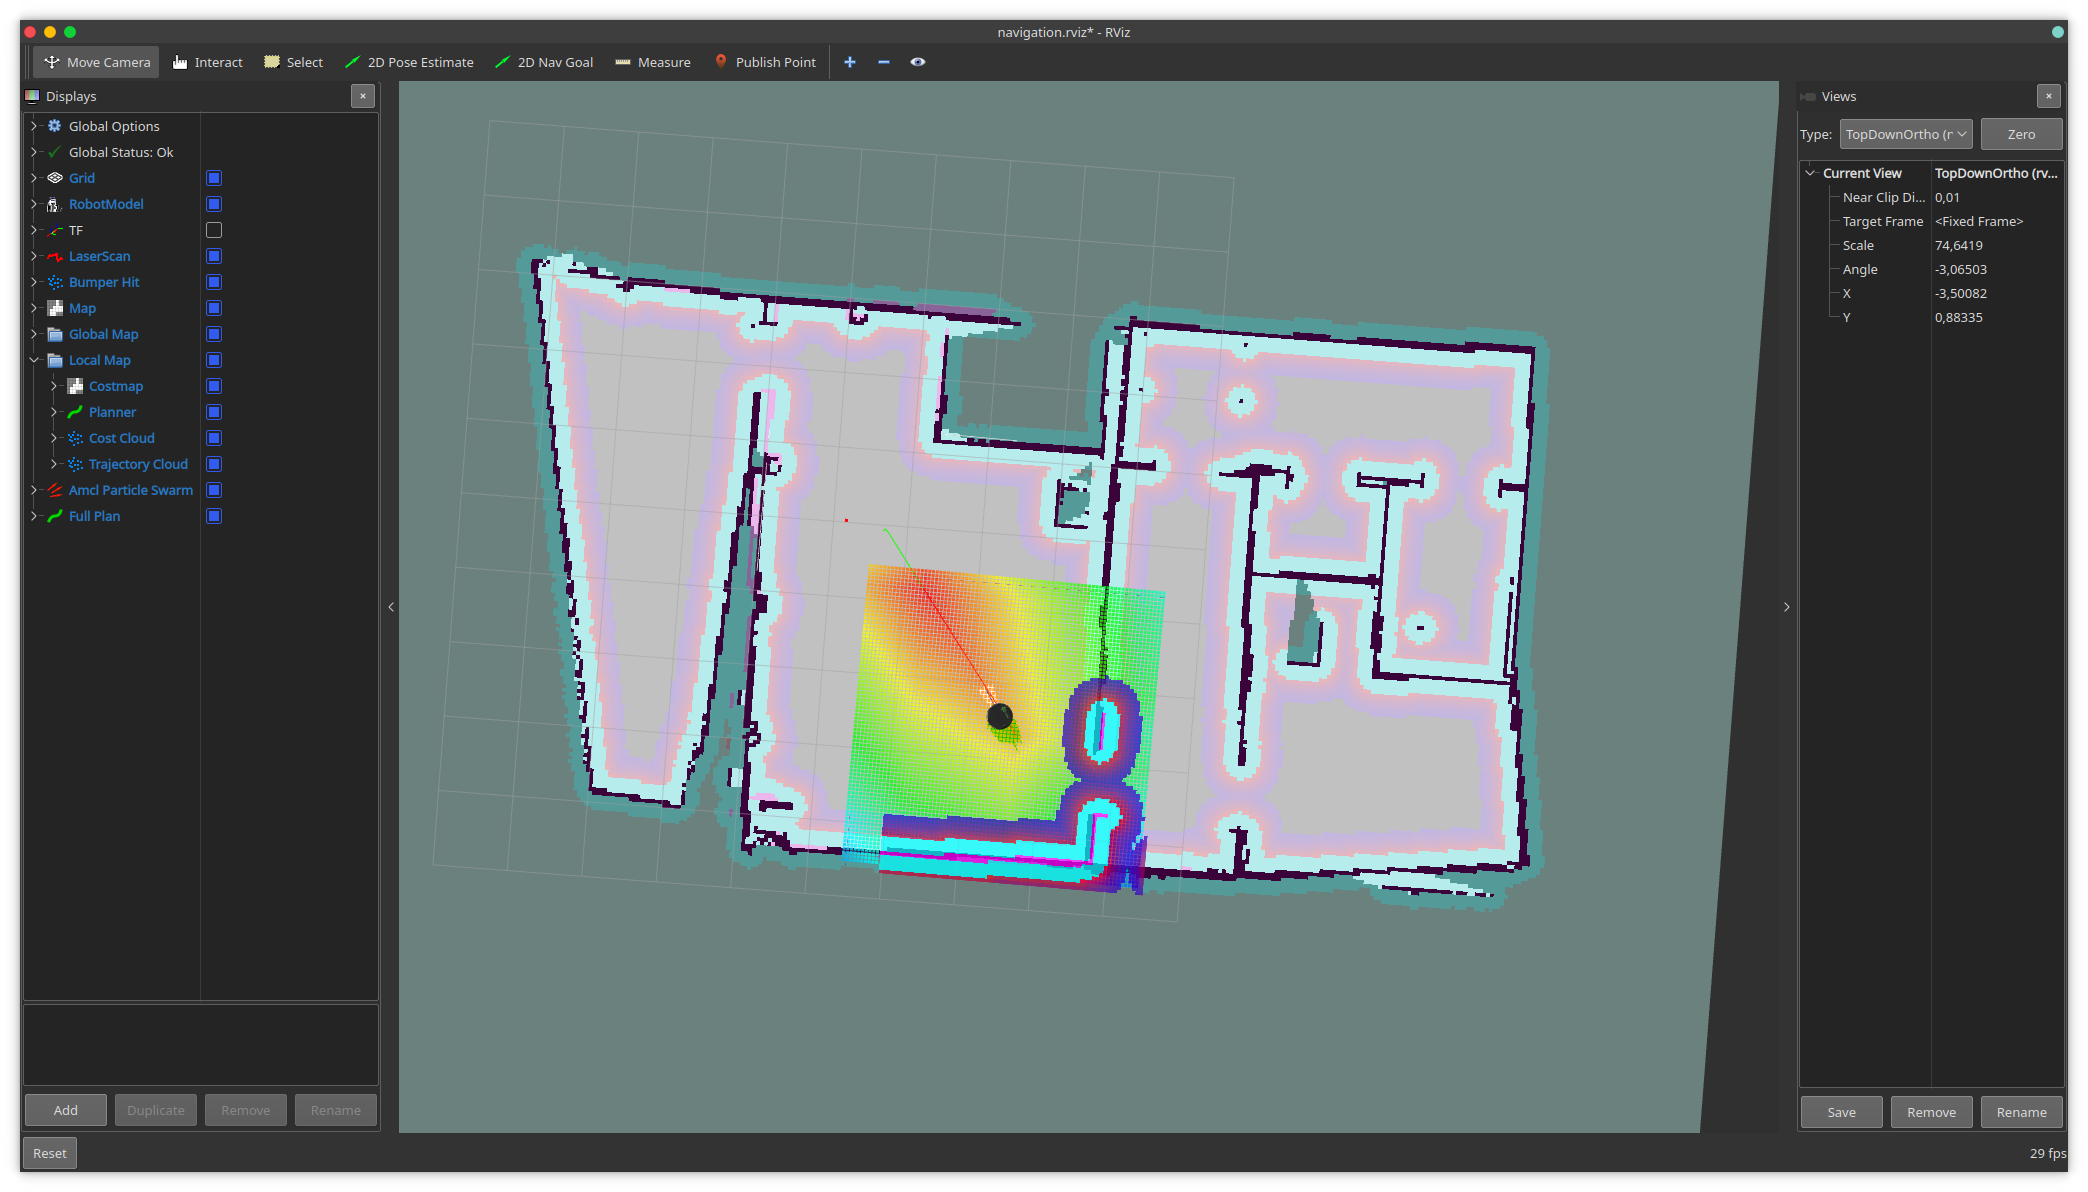 navigation.rviz* - RViz
Move Camera
Interact
Select
2D Pose Estimate
2D Nav Goal
Measure
Publish Point
Displays
Global Options
Global Status: Ok
Grid
RobotModel
TF
LaserScan
Bumper Hit
Map
Global Map
Local Map
Costmap
Planner
Cost Cloud
Trajectory Cloud
Amcl Particle Swarm
Full Plan
Add
Duplicate
Remove
Rename
Reset
Views
Type:
TopDownOrtho (r
Zero
Current View
TopDownOrtho (rv...
Near Clip Di...
0,01
Target Frame
<Fixed Frame>
Scale
74,6419
Angle
-3,06503
X
-3,50082
Y
0,88335
Save
Remove
Rename
29 fps